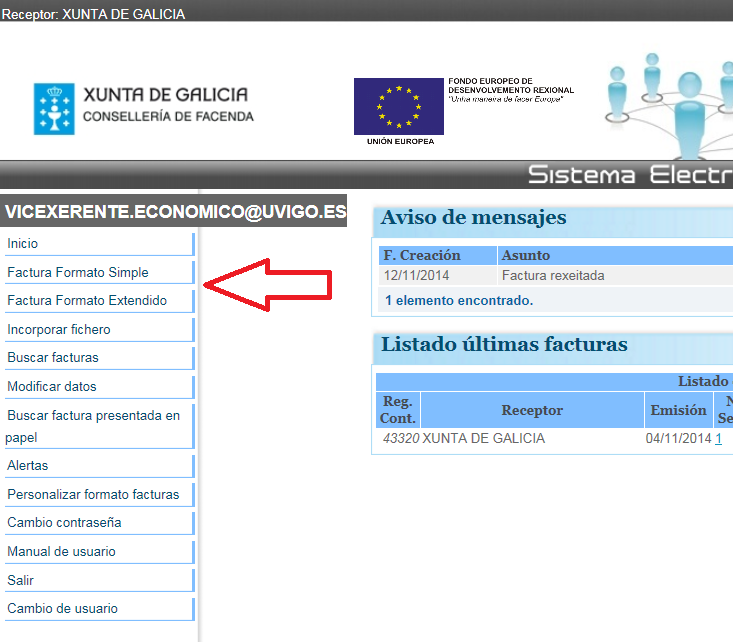 Receptor: XUNTA DE GALICIA
XUNTA DE GALICIA
CONSELLERÍA DE FACENDA
FONDO EUROPEO DE
DESENVOLVEMENTO REXIONAL
"Unha maneira de facer Europa"
UNIÓN EUROPEA
Sistema Electr
VICEXERENTE.ECONOMICO@UVIGO.ES
Inicio
Factura Formato Simple
Factura Formato Extendido
Incorporar fichero
Buscar facturas
Modificar datos
Buscar factura presentada en
papel
Alertas
Personalizar formato facturas
Cambio contraseña
Manual de usuario
Salir
Cambio de usuario
Aviso de mensajes
F. Creación Asunto
12/11/2014 Factura rexeitada
1 elemento encontrado.
Listado últimas facturas
Listado
Reg. Cont. Receptor Emisión N Se
43320 XUNTA DE GALICIA 04/11/2014 1